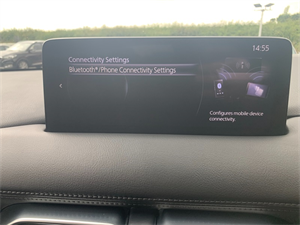 14:55
Connectivity Settings
Bluetooth®/Phone Connectivity Settings
Configures mobile device
connectivity.